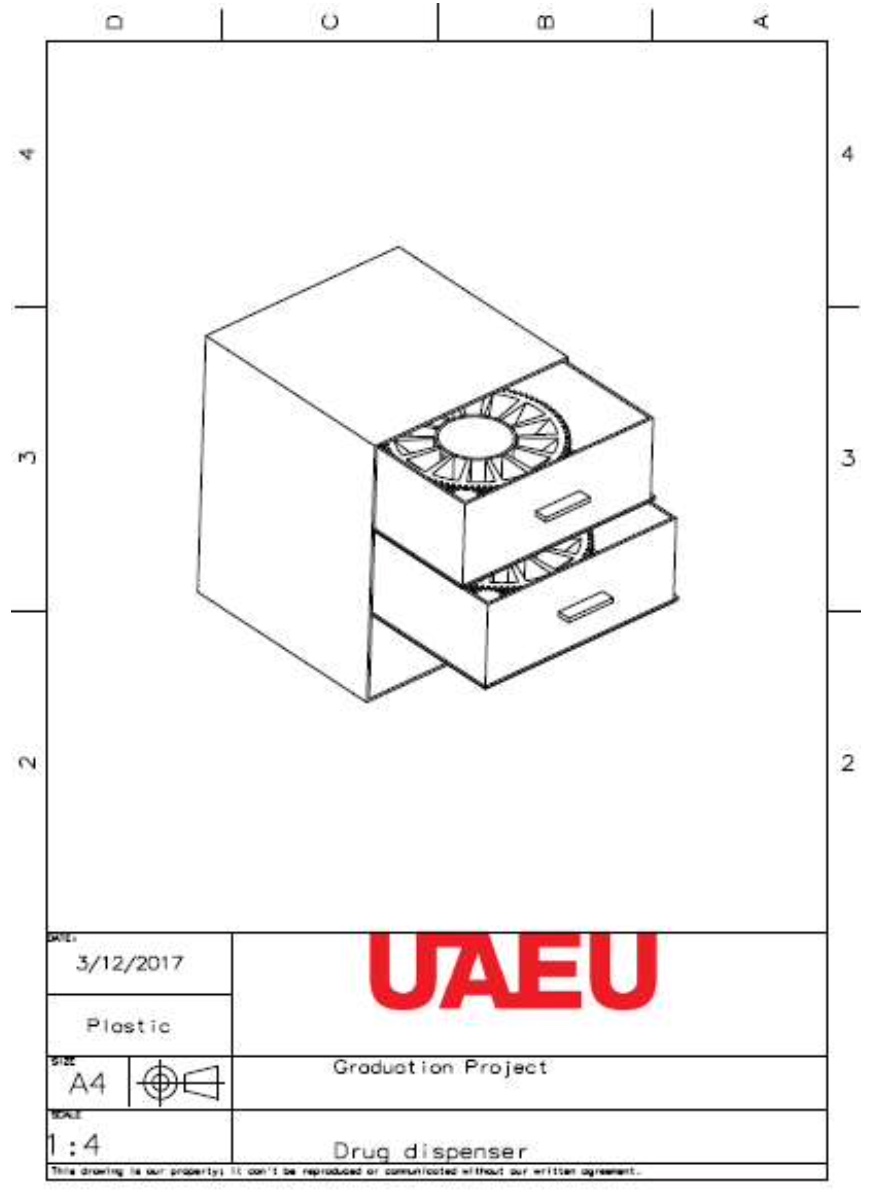 D C B A
4 4
3 3
2 2
DATE:
3/12/2017
UAEU
Plastic
SIZE
A4
Graduation Project
SCALE
1:4
Drug dispenser
This drawing is our property; it can't be reproduced or communicated without our written agreement.